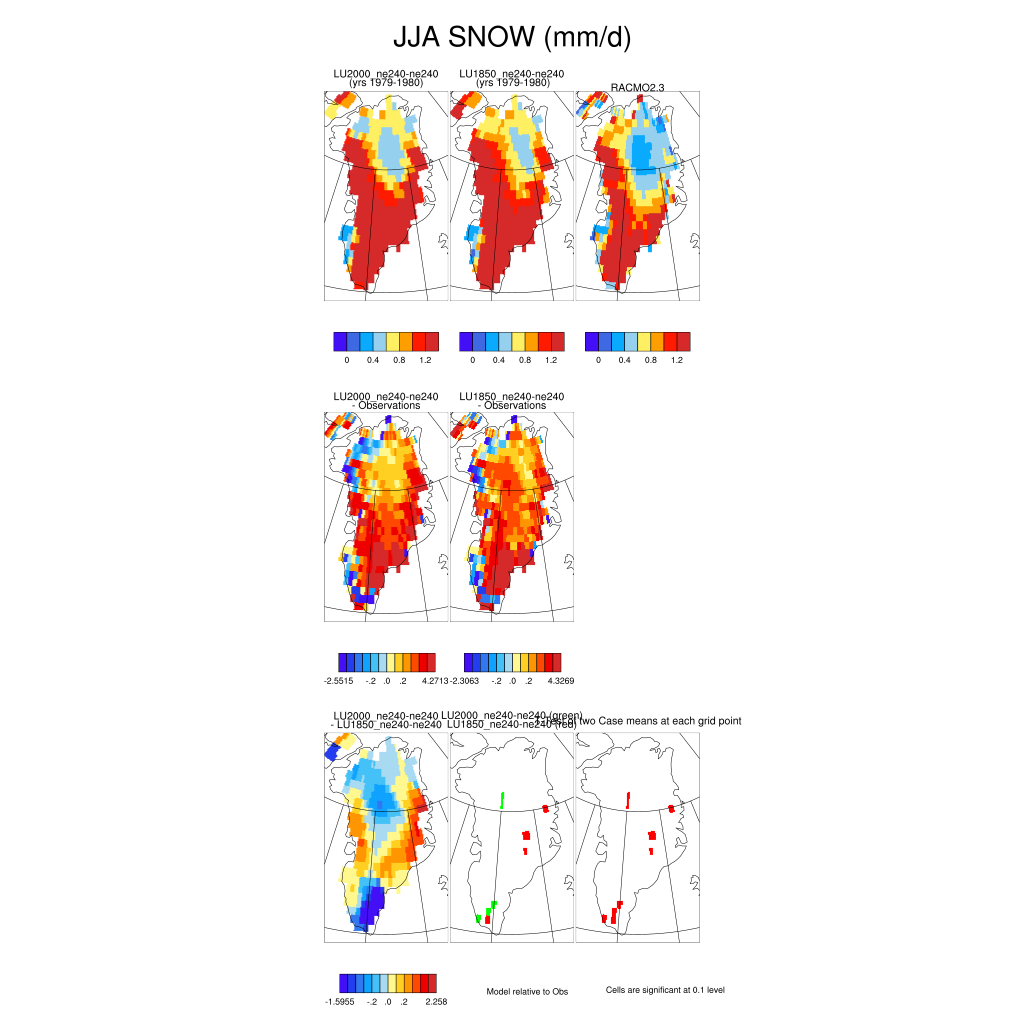 JJA SNOW (mm/d)
LU2000_ne240-ne240
(yrs 1979-1980)
LU1850_ne240-ne240
(yrs 1979-1980)
RACMO2.3
0 0.4 0.8 1.2
0 0.4 0.8 1.2
0 0.4 0.8 1.2
LU2000_ne240-ne240
- Observations
LU1850_ne240-ne240
- Observations
-2.5515 -.2 .0 .2 4.2713
-2.3063 -.2 .0 .2 4.3269
LU2000_ne240-ne240
- LU1850_ne240-ne240
LU2000_ne240-ne240 (green)
LU1850_ne240-ne240 (red)
of two Case means at each grid point
-1.5955 -.2 .0 .2 2.258
Model relative to Obs
Cells are significant at 0.1 level